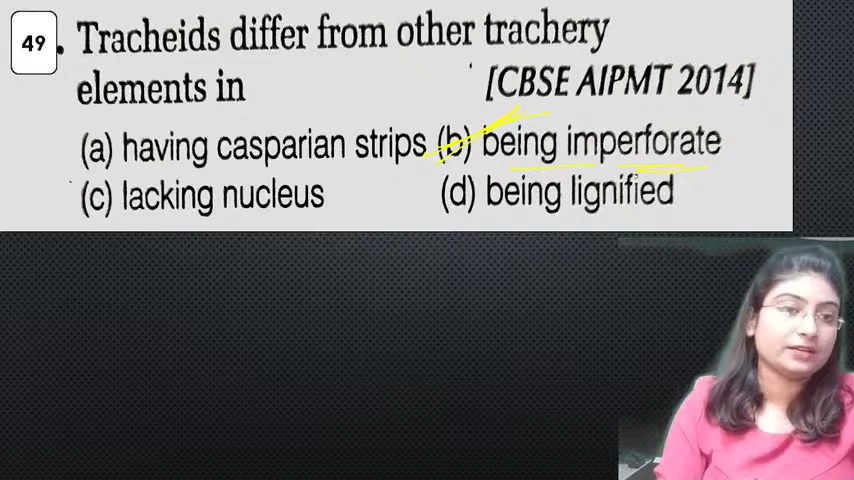 49
. Tracheids differ from other trachery
elements in [CBSE AIPMT 2014]
(a) having casparian strips (b) being imperforate
(c) lacking nucleus (d) being lignified